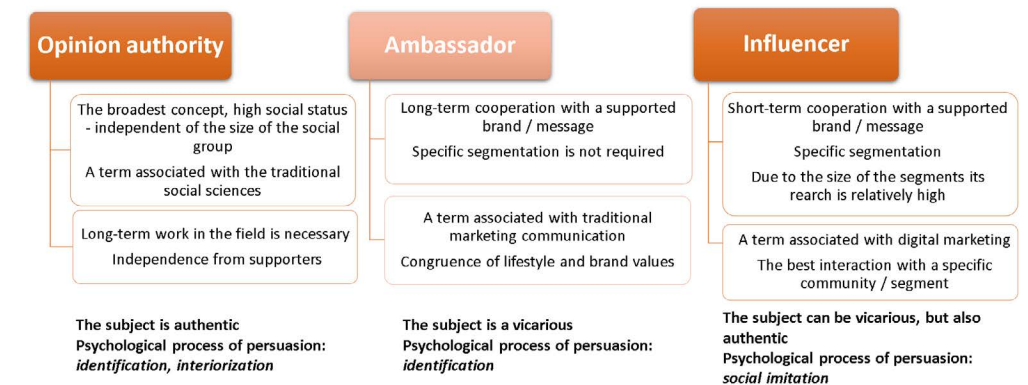 Opinion authority
The broadest concept, high social status
- independent of the size of the social
group
A term associated with the traditional
social sciences
Long-term work in the field is necessary
Independence from supporters
The subject is authentic
Psychological process of persuasion:
identification, interiorization
Ambassador
Long-term cooperation with a supported
brand / message
Specific segmentation is not required
A term associated with traditional
marketing communication
Congruence of lifestyle and brand values
The subject is a vicarious
Psychological process of persuasion:
identification
Influencer
Short-term cooperation with a supported
brand / message
Specific segmentation
Due to the size of the segments its
rearch is relatively high
A term associated with digital marketing
The best interaction with a specific
community / segment
The subject can be vicarious, but also
authentic
Psychological process of persuasion:
social imitation